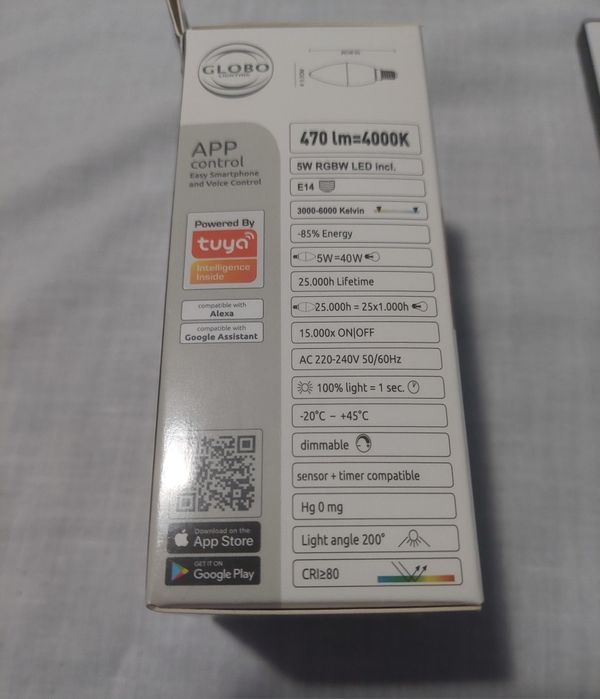 GLOBO
LIGHTING
APP
control
Easy Smartphone
and Voice Control
Powered By
tuya
Intelligence
Inside
compatible with
Alexa
compatible with
Google Assistant
Download on the
App Store
GET IT ON
Google Play
470 lm=4000K
5W RGBW LED incl.
E14
3000-6000 Kelvin
-85% Energy
5W=40W
25.000h Lifetime
25.000h = 25x1.000h
15.000x ON|OFF
AC 220-240V 50/60Hz
100% light = 1 sec.
-20°C – +45°C
dimmable
sensor + timer compatible
Hg 0 mg
Light angle 200°
CRI≥80